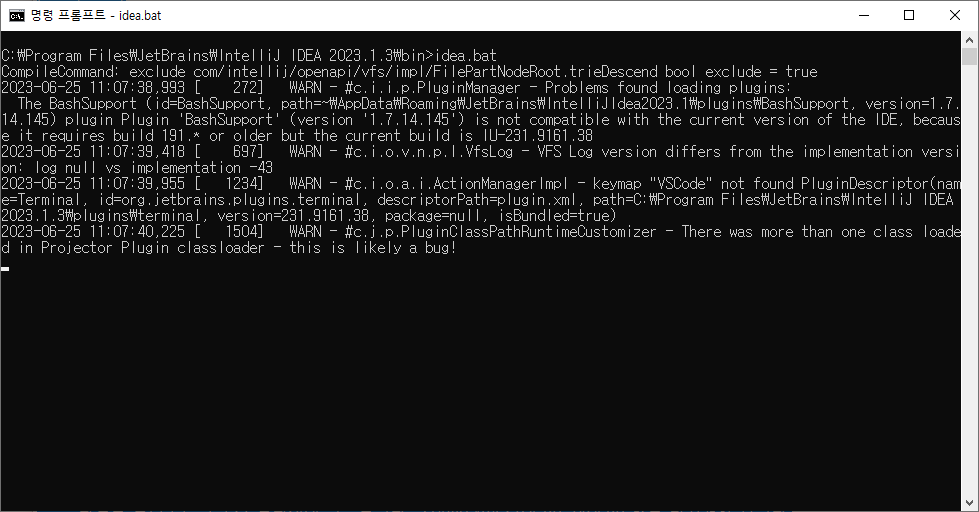 명령 프롬프트 - idea.bat
C:₩Program Files₩JetBrains₩IntelliJ IDEA 2023.1.3₩bin>idea.bat
CompileCommand: exclude com/intellij/openapi/vfs/impl/FilePartNodeRoot.trieDescend bool exclude = true
2023-06-25 11:07:38,993 [    272]   WARN - #c.i.i.p.PluginManager - Problems found loading plugins:
  The BashSupport (id=BashSupport, path=~₩AppData₩Roaming₩JetBrains₩IntelliJIdea2023.1₩plugins₩BashSupport, version=1.7.
14.145) plugin Plugin 'BashSupport' (version '1.7.14.145') is not compatible with the current version of the IDE, becaus
e it requires build 191.* or older but the current build is IU-231.9161.38
2023-06-25 11:07:39,418 [    697]   WARN - #c.i.o.v.n.p.l.VfsLog - VFS Log version differs from the implementation versi
on: log null vs implementation -43
2023-06-25 11:07:39,955 [   1234]   WARN - #c.i.o.a.i.ActionManagerImpl - keymap "VSCode" not found PluginDescriptor(nam
e=Terminal, id=org.jetbrains.plugins.terminal, descriptorPath=plugin.xml, path=C:₩Program Files₩JetBrains₩IntelliJ IDEA
2023.1.3₩plugins₩terminal, version=231.9161.38, package=null, isBundled=true)
2023-06-25 11:07:40,225 [   1504]   WARN - #c.j.p.PluginClassPathRuntimeCustomizer - There was more than one class loade
d in Projector Plugin classloader - this is likely a bug!